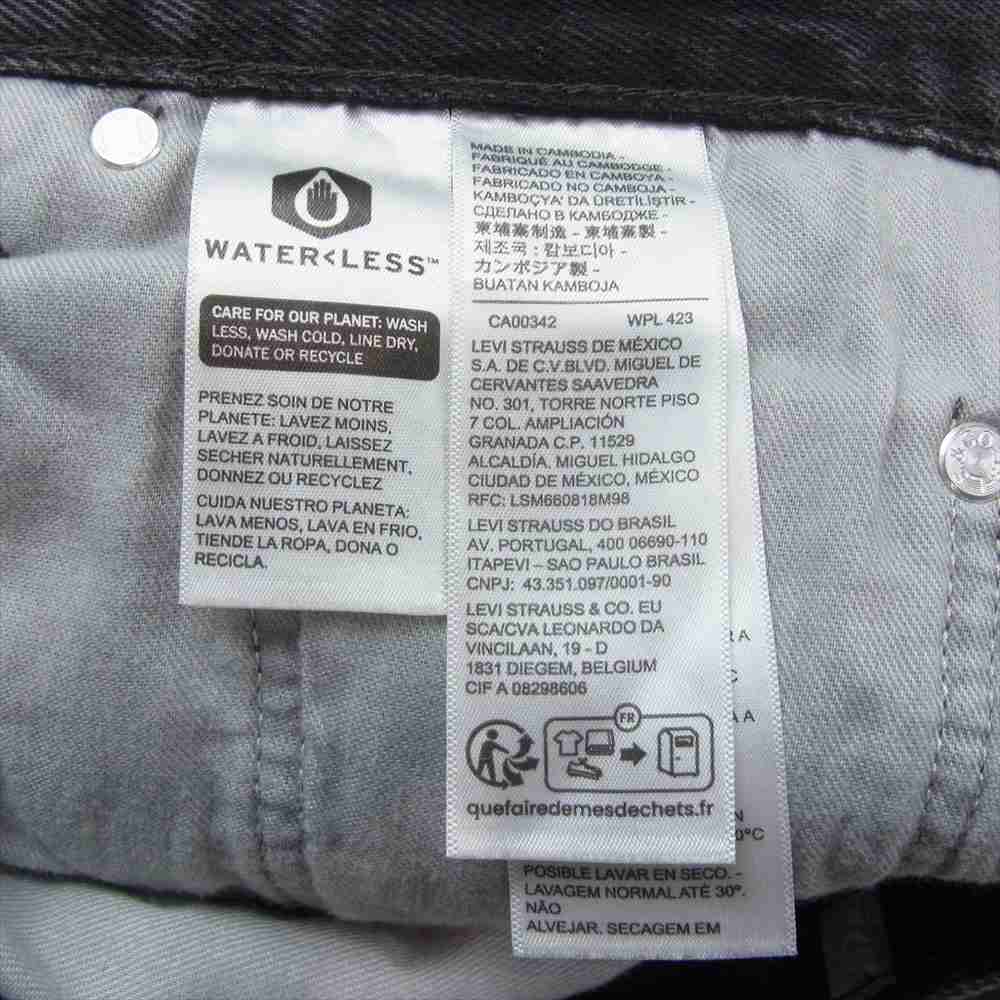 WATER<LESS™
CARE FOR OUR PLANET: WASH
LESS, WASH COLD, LINE DRY,
DONATE OR RECYCLE
PRENEZ SOIN DE NOTRE
PLANETE: LAVEZ MOINS,
LAVEZ A FROID, LAISSEZ
SECHER NATURELLEMENT,
DONNEZ OU RECYCLEZ
CUIDA NUESTRO PLANETA:
LAVA MENOS, LAVA EN FRIO,
TIENDE LA ROPA, DONA O
RECICLA.
MADE IN CAMBODIA -
FABRIQUÉ AU CAMBODGE -
FABRICADO EN CAMBOYA -
FABRICADO NO CAMBOJA -
KAMBOÇYA' DA ÜRETİLİŞTİR -
СДЕЛАНО В КАМБОДЖЕ -
柬埔寨制造 - 柬埔寨製 -
제조국 : 캄보디아 -
カンボジア製 -
BUATAN KAMBOJA
CA00342 WPL 423
LEVI STRAUSS DE MÉXICO
S.A. DE C.V.BLVD. MIGUEL DE
CERVANTES SAAVEDRA
NO. 301, TORRE NORTE PISO
7 COL. AMPLIACIÓN
GRANADA C.P. 11529
ALCALDÍA. MIGUEL HIDALGO
CIUDAD DE MÉXICO, MÉXICO
RFC: LSM660818M98
LEVI STRAUSS DO BRASIL
AV. PORTUGAL, 400 06690-110
ITAPEVI – SAO PAULO BRASIL
CNPJ: 43.351.097/0001-90
LEVI STRAUSS & CO. EU
SCA/CVA LEONARDO DA
VINCILAAN, 19 - D
1831 DIEGEM, BELGIUM
CIF A 08298606
FR
quefairedemesdechets.fr
POSIBLE LAVAR EN SECO. -
LAVAGEM NORMAL ATÉ 30º.
NÃO
ALVEJAR. SECAGEM EM